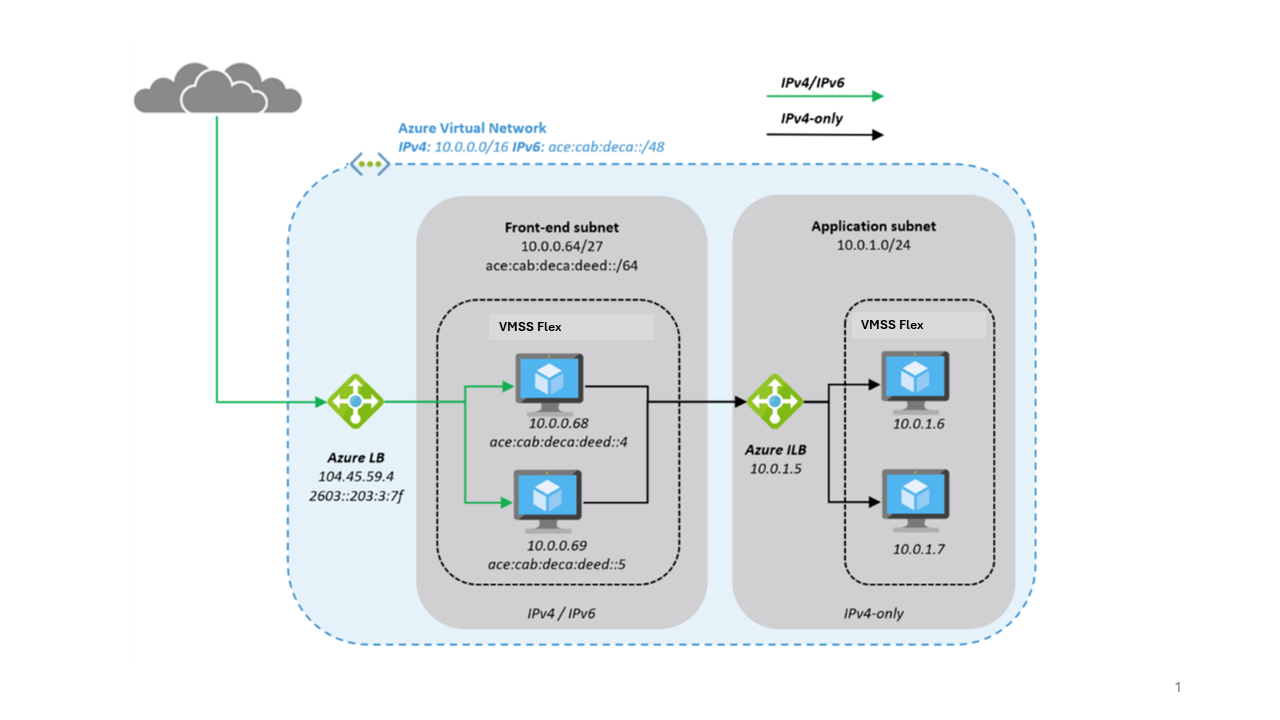 IPv4/IPv6
IPv4-only
Azure Virtual Network
IPv4: 10.0.0.0/16 IPv6: ace:cab:deca::/48
Front-end subnet
10.0.0.64/27
ace:cab:deca:deed::/64
Application subnet
10.0.1.0/24
VMSS Flex
VMSS Flex
10.0.0.68
ace:cab:deca:deed::4
10.0.1.6
Azure LB
104.45.59.4
2603::203:3:7f
Azure ILB
10.0.1.5
10.0.0.69
ace:cab:deca:deed::5
10.0.1.7
IPv4 / IPv6
IPv4-only
1